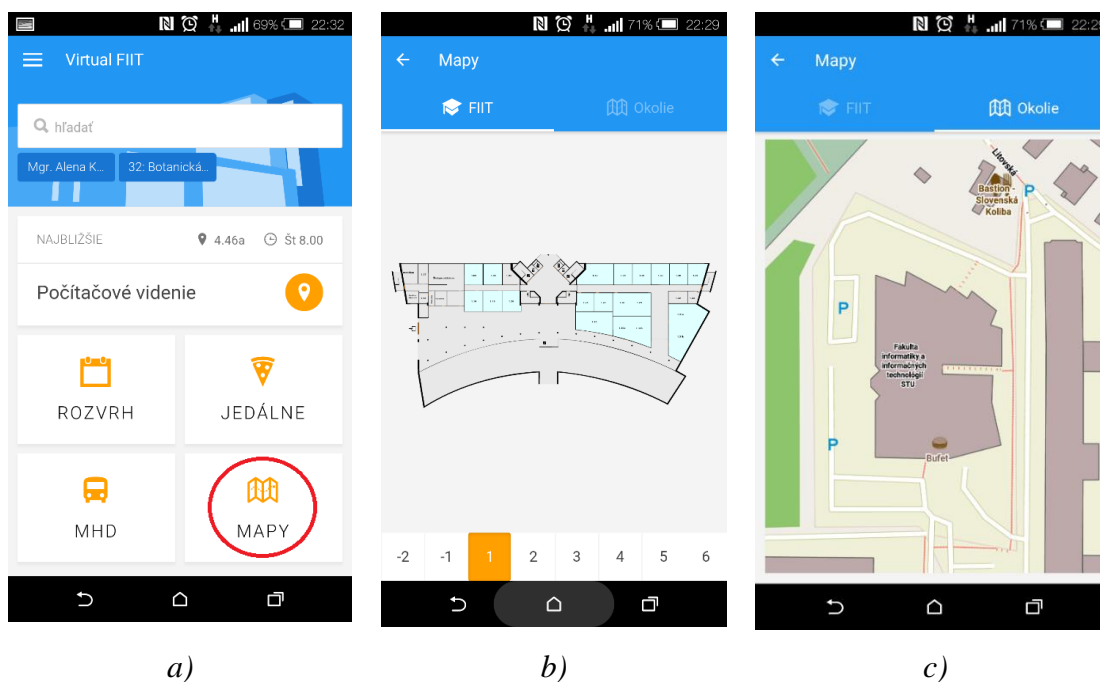 69% 22:32
Virtual FIIT
hľadať
Mgr. Alena K... 32: Botanická...
NAJBLIŽŠIE 4.46a Št 8.00
Počítačové videnie
ROZVRH JEDÁLNE
MHD MAPY
a)
H 71% 22:29
Mapy
FIIT Okolie
-2 -1 1 2 3 4 5 6
b)
H 71% 22:29
Mapy
FIIT Okolie
Litovská
Bastion -
Slovenská
Koliba
P
P
Fakulta
informatiky a
informačných
technológií
STU
P
Bufet
c)